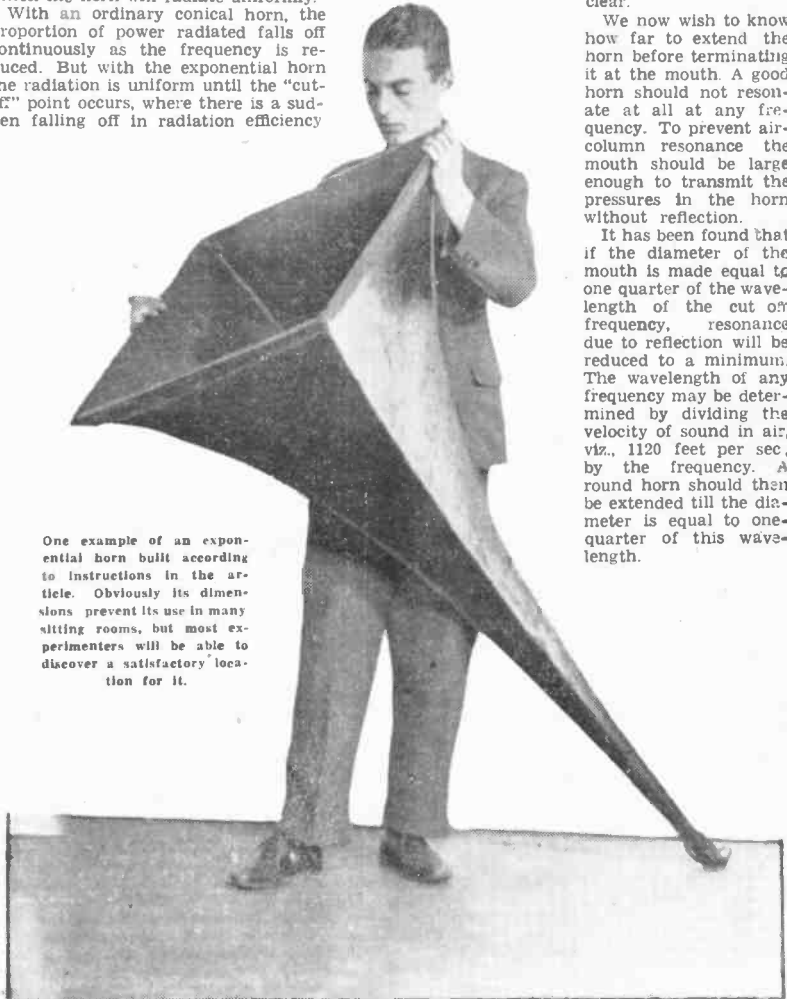 will radiate uniformly.
With an ordinary conical horn, the
roportion of power radiated falls off
ontinuously as the frequency is re-
uced. But with the exponential horn
ne radiation is uniform until the "cut-
ff" point occurs, where there is a sud-
en falling off in radiation efficiency
One example of an expon-
ential horn built according
to instructions in the ar-
ticle. Obviously its dimen-
sions prevent its use in many
sitting rooms, but most ex-
perimenters will be able to
discover a satisfactory loca-
tion for it.
clear.
We now wish to know
how far to extend the
horn before terminating
it at the mouth. A good
horn should not reson-
ate at all at any fre-
quency. To prevent air-
column resonance the
mouth should be large
enough to transmit the
pressures in the horn
without reflection.
It has been found that
if the diameter of the
mouth is made equal to
one quarter of the wave-
length of the cut off
frequency, resonance
due to reflection will be
reduced to a minimum.
The wavelength of any
frequency may be deter-
mined by dividing the
velocity of sound in air,
viz., 1120 feet per sec.,
by the frequency. A
round horn should then
be extended till the dia-
meter is equal to one-
quarter of this wave-
length.